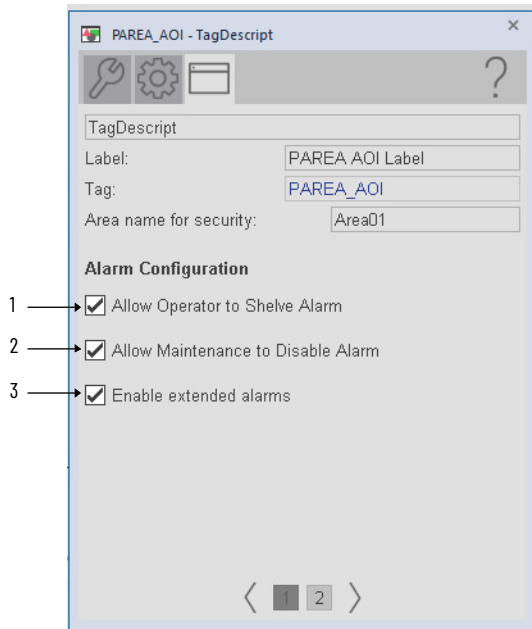 PAREA_AOI - TagDescript
×
?
TagDescript
Label: PAREA AOI Label
Tag: PAREA_AOI
Area name for security: Area01
Alarm Configuration
1 Allow Operator to Shelve Alarm
2 Allow Maintenance to Disable Alarm
3 Enable extended alarms
1 2